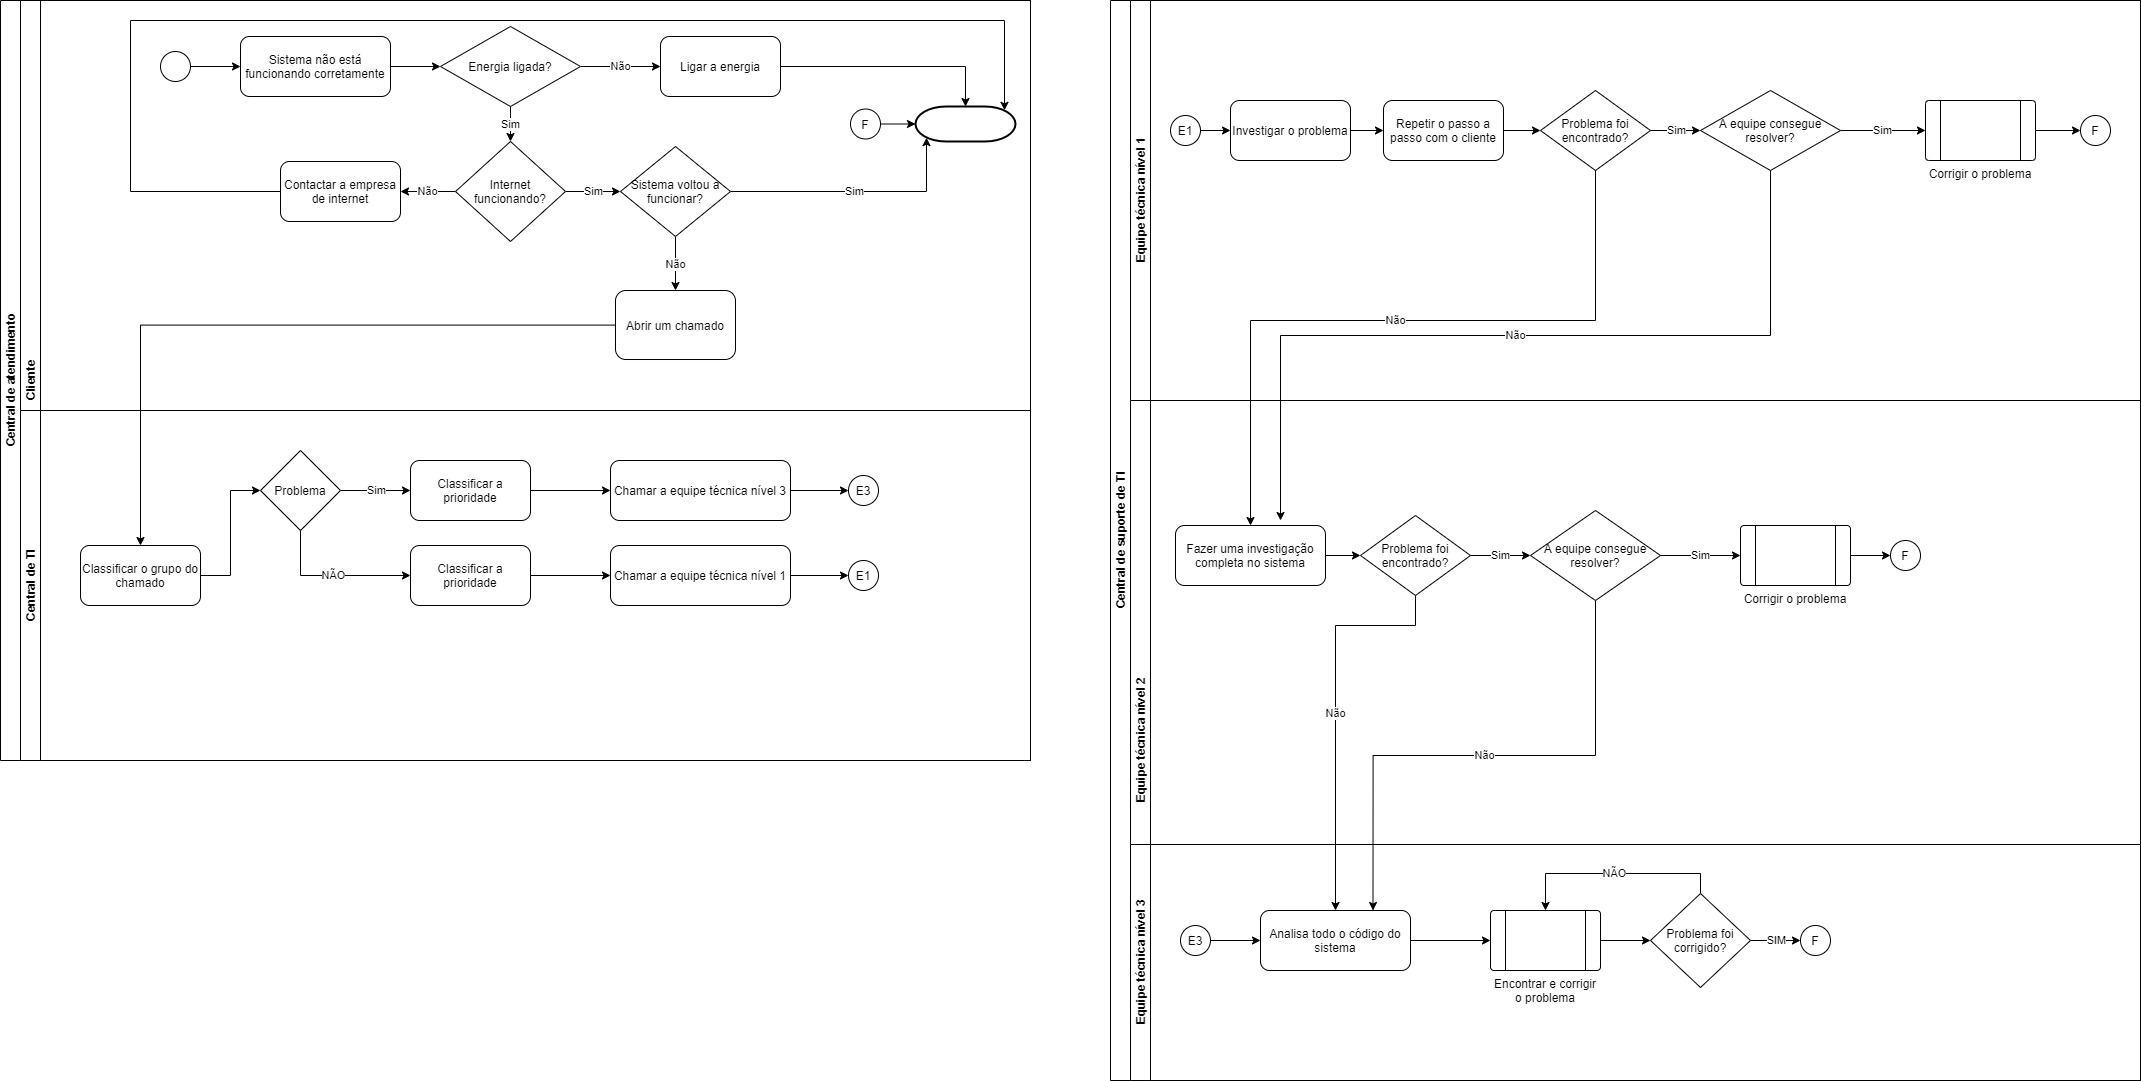 Central de atendimento
Cliente
Sistema não está
funcionando corretamente
Energia ligada?
Não
Ligar a energia
Sim
F
Contactar a empresa
de internet
Não
Internet
funcionando?
Sim
Sistema voltou a
funcionar?
Sim
Não
Abrir um chamado
Central de TI
Problema
Sim
Classificar a
prioridade
Chamar a equipe técnica nível 3
E3
Classificar o grupo do
chamado
NÃO
Classificar a
prioridade
Chamar a equipe técnica nível 1
E1
Central de suporte de TI
Equipe técnica nível 1
E1
Investigar o problema
Repetir o passo a
passo com o cliente
Problema foi
encontrado?
Sim
A equipe consegue
resolver?
Sim
Corrigir o problema
F
Não
Não
Equipe técnica nível 2
Fazer uma investigação
completa no sistema
Problema foi
encontrado?
Sim
A equipe consegue
resolver?
Sim
Corrigir o problema
F
Não
Não
Equipe técnica nível 3
E3
Analisa todo o código do
sistema
Encontrar e corrigir
o problema
NÃO
Problema foi
corrigido?
SIM
F